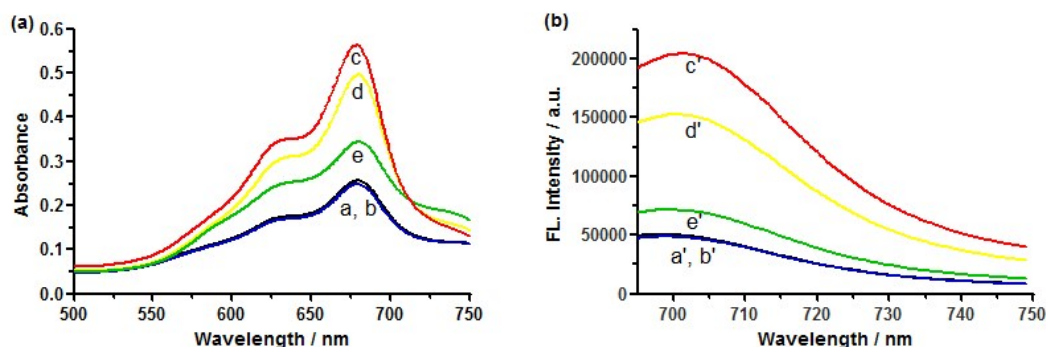 (a)
0.6
0.5
0.4
0.3
0.2
0.1
0.0
Absorbance
c
d
e
a, b
500 550 600 650 700 750
Wavelength / nm
(b)
200000
150000
100000
50000
0
FL. Intensity / a.u.
c'
d'
e'
a', b'
700 710 720 730 740 750
Wavelength / nm